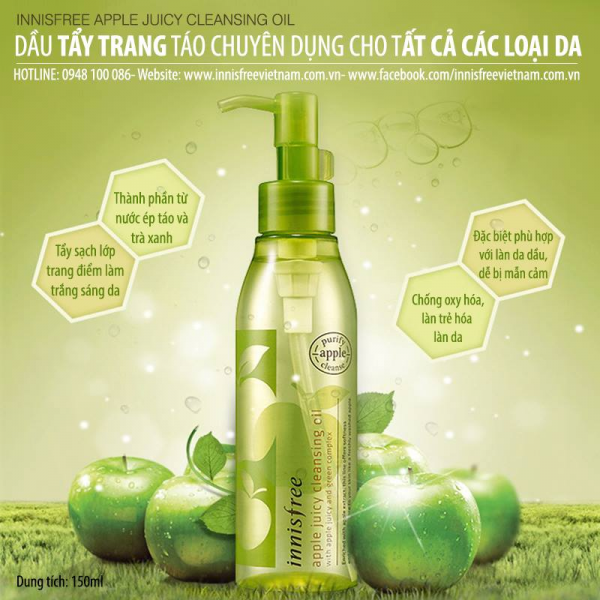 INNISFREE APPLE JUICY CLEANSING OIL
DẦU TẨY TRANG TÁO CHUYÊN DỤNG CHO TẤT CẢ CÁC LOẠI DA
HOTLINE: 0948 100 086- Website: www.innisfreevietnam.com.vn- www.facebook.com/innisfreevietnam.com.vn
Thành phần từ
nước ép táo và
trà xanh
Tẩy sạch lớp
trang điểm làm
trắng sáng da
Đặc biệt phù hợp
với làn da dầu,
dễ bị mẫn cảm
Chống oxy hóa,
làn trẻ hóa
làn da
purify
apple
cleanse
innisfree
apple juicy cleansing oil
with apple juicy and green complex
Dung tích: 150ml